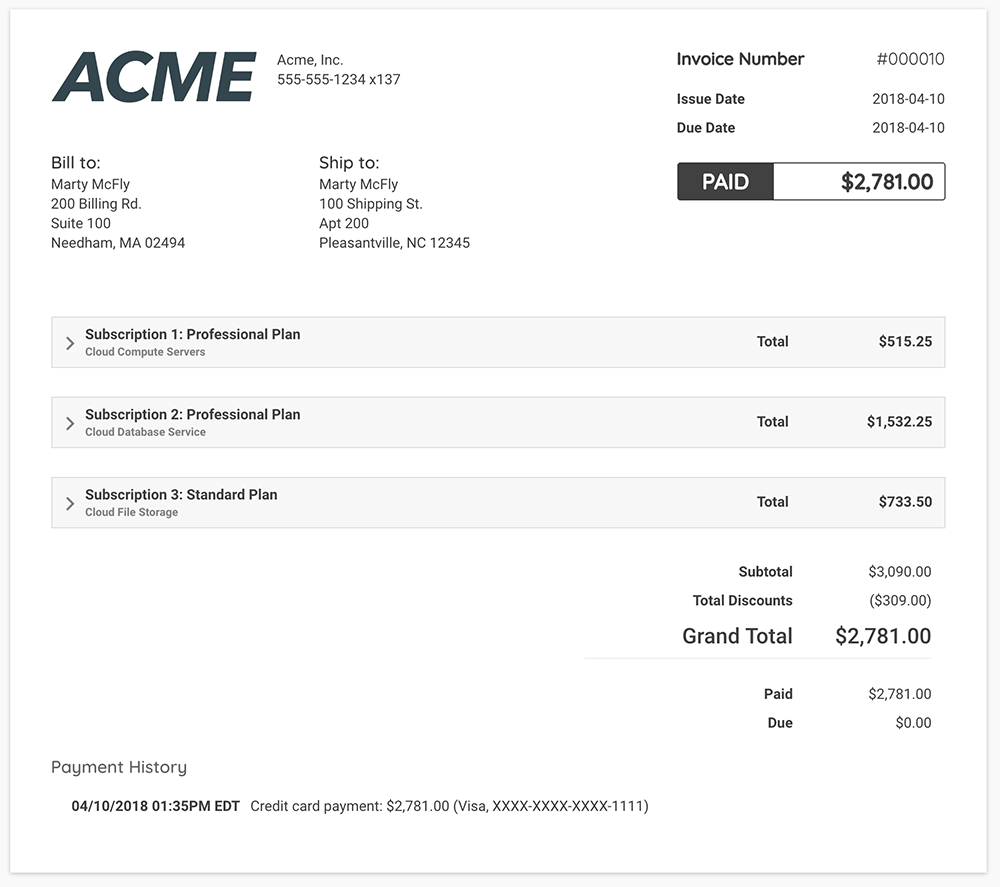 ACME
Acme, Inc.
555-555-1234 x137
Invoice Number #000010
Issue Date 2018-04-10
Due Date 2018-04-10
PAID $2,781.00
Bill to:
Marty McFly
200 Billing Rd.
Suite 100
Needham, MA 02494
Ship to:
Marty McFly
100 Shipping St.
Apt 200
Pleasantville, NC 12345
Subscription 1: Professional Plan
Cloud Compute Servers
Total $515.25
Subscription 2: Professional Plan
Cloud Database Service
Total $1,532.25
Subscription 3: Standard Plan
Cloud File Storage
Total $733.50
Subtotal $3,090.00
Total Discounts ($309.00)
Grand Total $2,781.00
Paid $2,781.00
Due $0.00
Payment History
04/10/2018 01:35PM EDT Credit card payment: $2,781.00 (Visa, XXXX-XXXX-XXXX-1111)